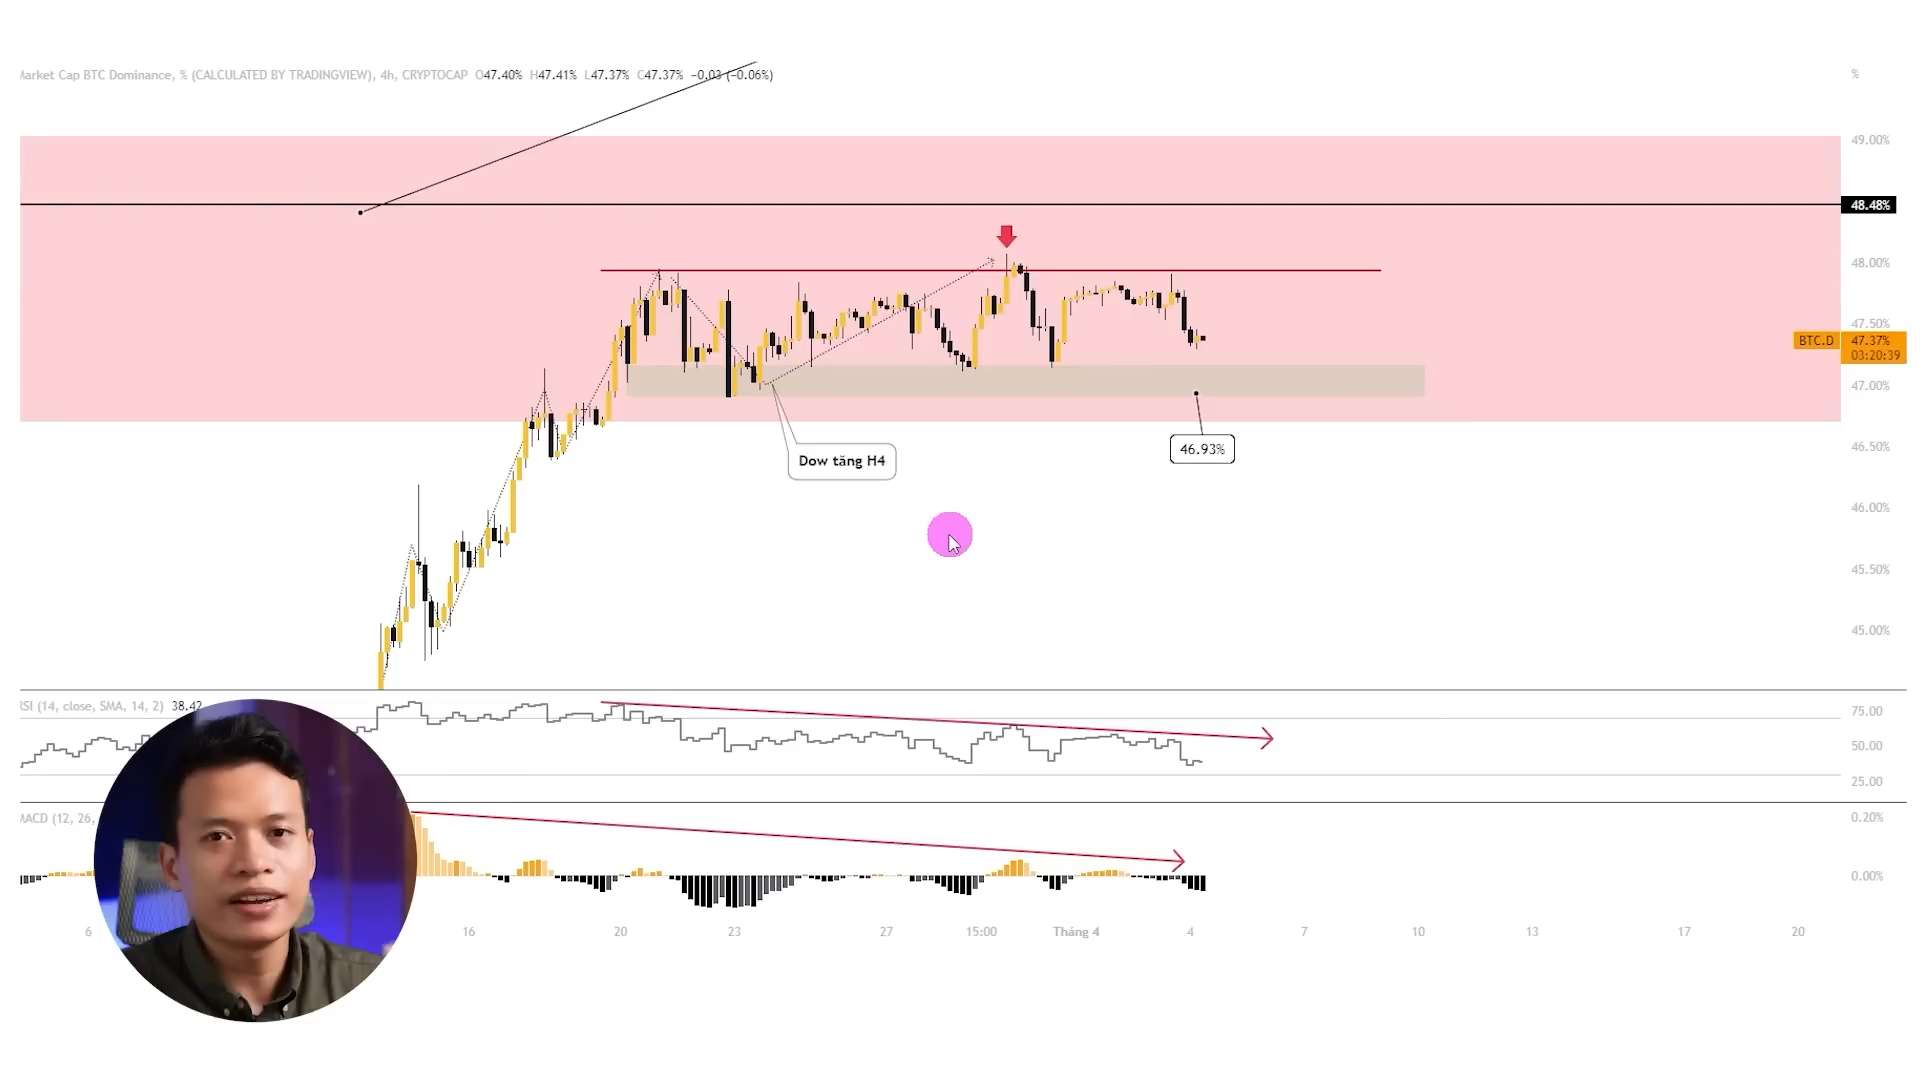 Market Cap BTC Dominance, % (CALCULATED BY TRADINGVIEW), 4h, CRYPTOCAP O47.40% H47.41% L47.37% C47.37% −0.03 (−0.06%)
%
49.00%
48.48%
48.00%
47.50%
BTC.D 47.37%
03:20:39
47.00%
46.50%
46.93%
Dow tăng H4
46.00%
45.50%
45.00%
RSI (14, close, SMA, 14, 2) 38.42
75.00
50.00
25.00
MACD (12, 26,
0.20%
0.00%
6 16 20 23 27 15:00 Tháng 4 4 7 10 13 17 20